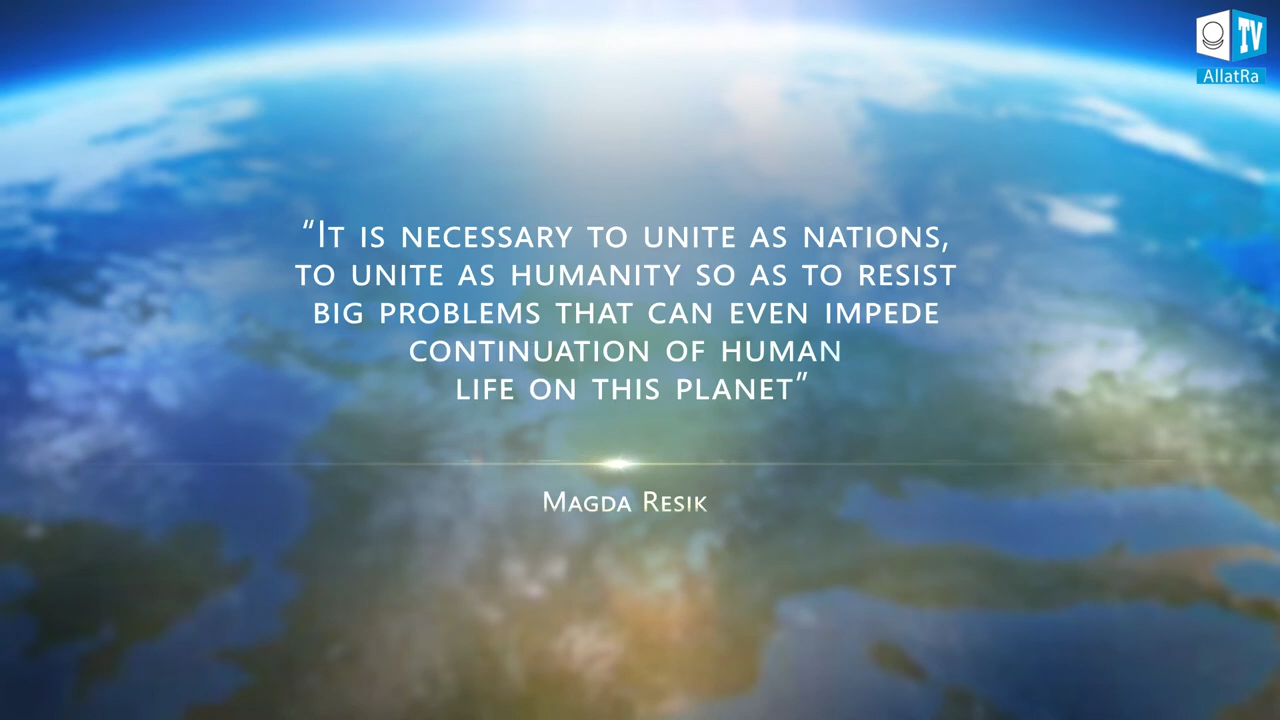 TV
AllatRa
“It is necessary to unite as nations,
to unite as humanity so as to resist
big problems that can even impede
continuation of human
life on this planet”
Magda Resik